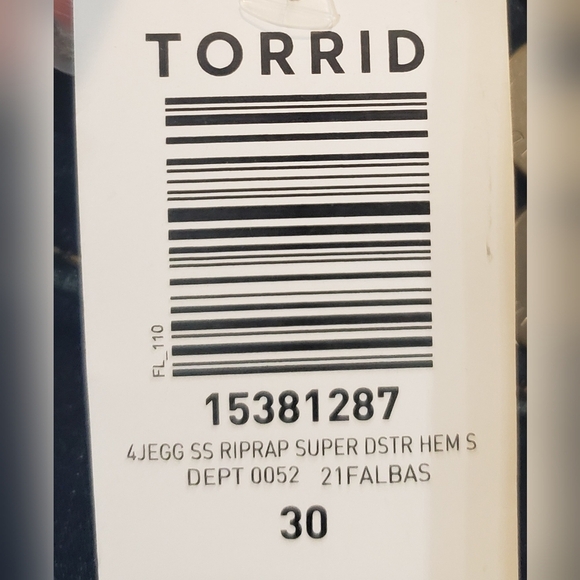 TORRID
FL_110
15381287
4JEGG SS RIPRAP SUPER DSTR HEM S
DEPT 0052 21FALBAS
30